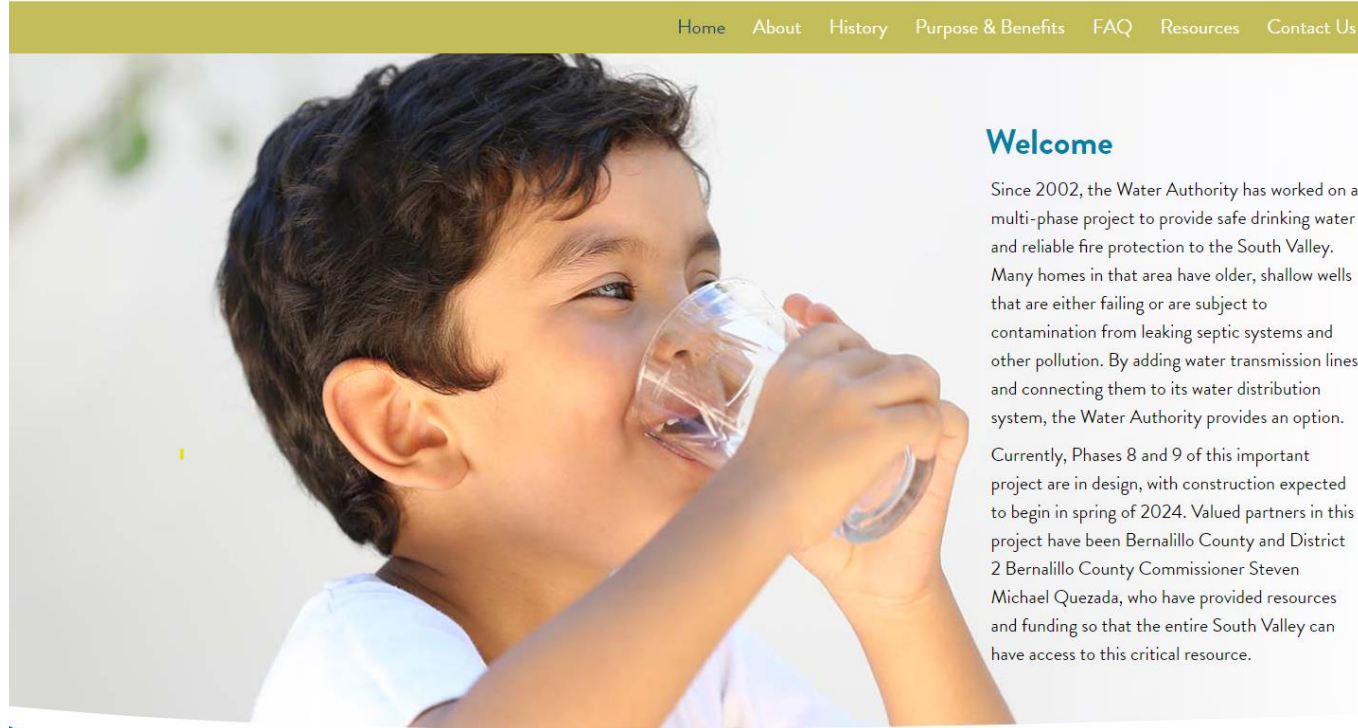 Home About History Purpose & Benefits FAQ Resources Contact Us
Welcome
Since 2002, the Water Authority has worked on a
multi-phase project to provide safe drinking water
and reliable fire protection to the South Valley.
Many homes in that area have older, shallow wells
that are either failing or are subject to
contamination from leaking septic systems and
other pollution. By adding water transmission lines
and connecting them to its water distribution
system, the Water Authority provides an option.
Currently, Phases 8 and 9 of this important
project are in design, with construction expected
to begin in spring of 2024. Valued partners in this
project have been Bernalillo County and District
2 Bernalillo County Commissioner Steven
Michael Quezada, who have provided resources
and funding so that the entire South Valley can
have access to this critical resource.